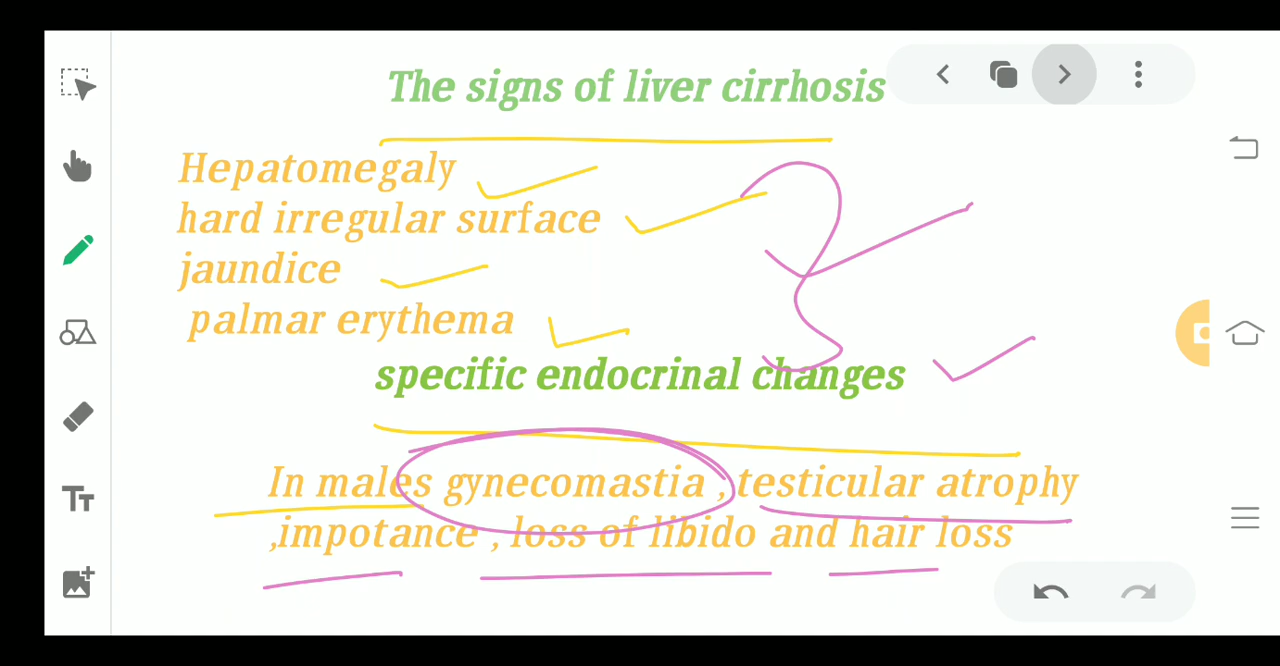 The signs of liver cirrhosis
Hepatomegaly
hard irregular surface
jaundice
palmar erythema
specific endocrinal changes
In males gynecomastia , testicular atrophy
,impotance , loss of libido and hair loss